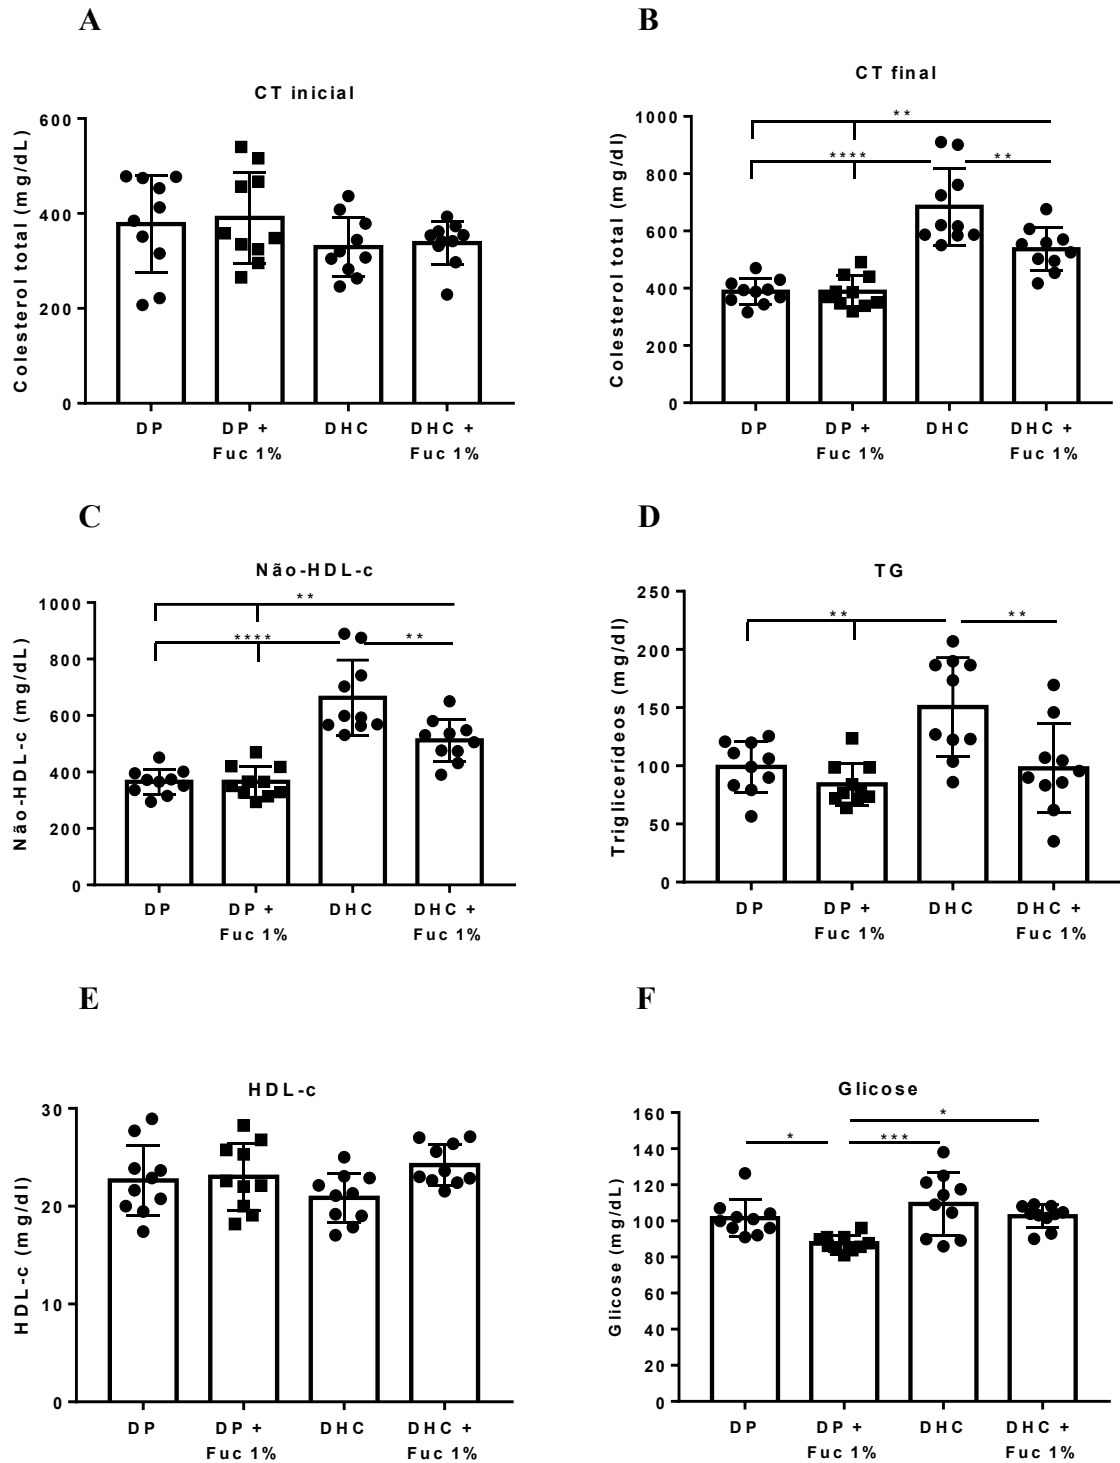 A
CT inicial
Colesterol total (mg/dL)
600
400
200
0
DP
DP +
Fuc 1%
DHC
DHC +
Fuc 1%
B
CT final
Colesterol total (mg/dl)
1000
800
600
400
200
0
**
****
**
DP
DP +
Fuc 1%
DHC
DHC +
Fuc 1%
C
Não-HDL-c
Não-HDL-c (mg/dL)
1000
800
600
400
200
0
**
****
**
DP
DP +
Fuc 1%
DHC
DHC +
Fuc 1%
D
TG
Triglicerídeos (mg/dl)
250
200
150
100
50
0
**
**
DP
DP +
Fuc 1%
DHC
DHC +
Fuc 1%
E
HDL-c
HDL-c (mg/dl)
30
20
10
0
DP
DP +
Fuc 1%
DHC
DHC +
Fuc 1%
F
Glicose
Glicose (mg/dL)
160
140
120
100
80
60
40
20
0
*
*
***
DP
DP +
Fuc 1%
DHC
DHC +
Fuc 1%